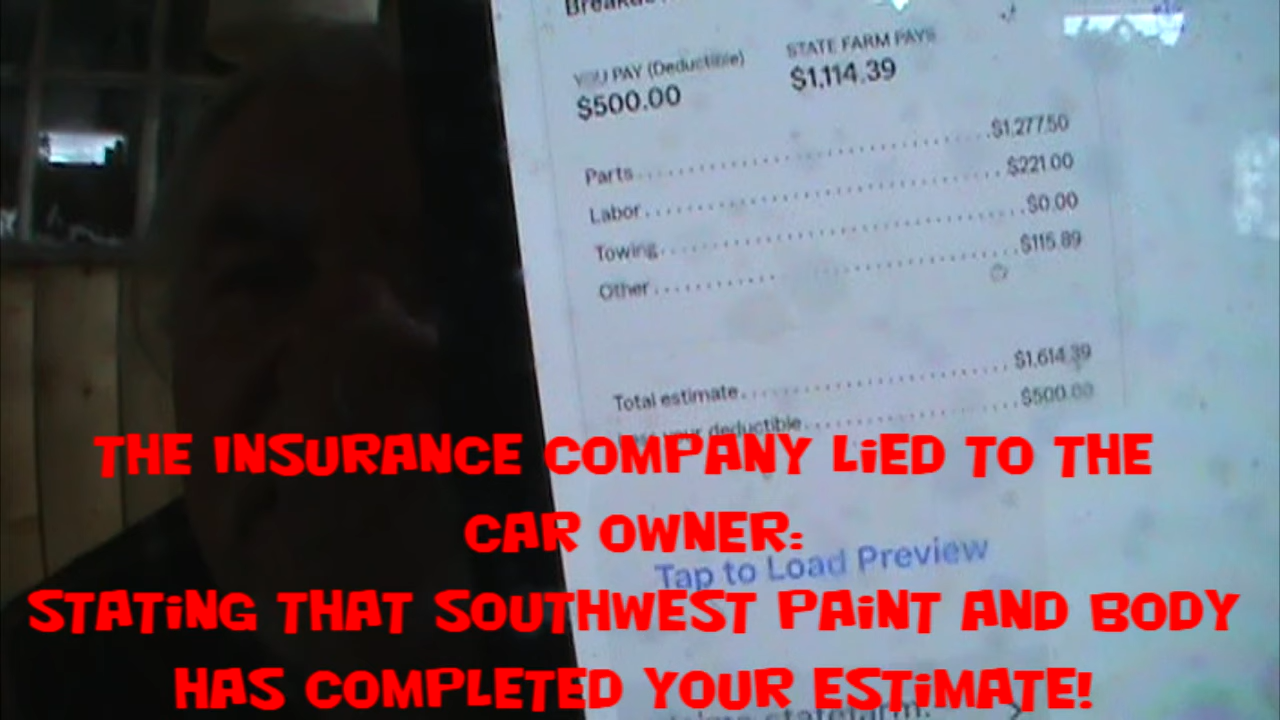 YOU PAY (Deductible) STATE FARM PAYS
$500.00 $1,114.39
Parts $1,277.50
Labor $221.00
Towing $0.00
Other $115.89
Total estimate $1,614.39
your deductible $500.00
THE INSURANCE COMPANY LiED TO THE
CAR OWNER:
Tap to Load Preview
STATiNG THAT SOUTHWEST PAiNT AND BODY
HAS COMPLETED YOUR ESTiMATE!